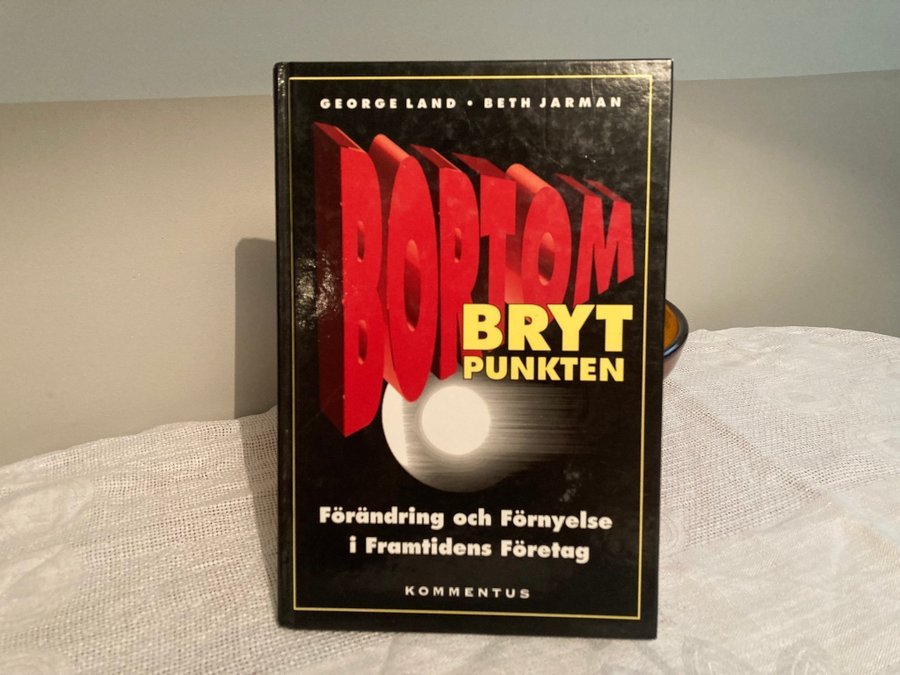 GEORGE LAND • BETH JARMAN
BORTOM
BRYT
PUNKTEN
Förändring och Förnyelse
i Framtidens Företag
KOMMENTUS